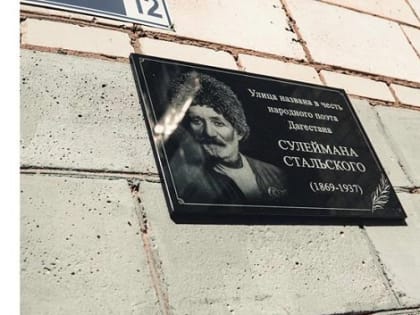 12
Улица названа в честь
народного поэта
Дагестана
СУЛЕЙМАНА
СТАЛЬСКОГО
(1869-1937)